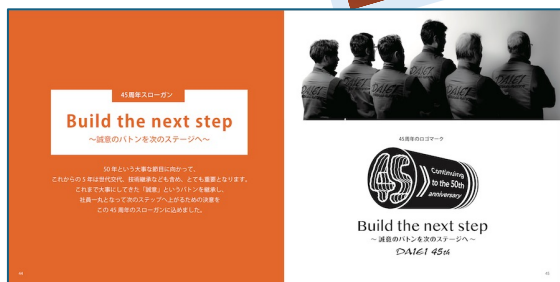 45周年スローガン
Build the next step
〜誠意のバトンを次のステージへ〜
50年という大事な節目に向かって、
これからの5年は世代交代、技術継承なども含め、とても重要となります。
これまで大事にしてきた「誠意」というバトンを継承し、
社員一丸となって次のステップへ上がるための決意を
この45周年のスローガンに込めました。
44
DAIEI
DAIEI
DAIEI
45周年のロゴマーク
45
Continuing
to the 50th
anniversary
Build the next step
〜 誠意のバトンを次のステージへ 〜
DAIEI 45th
45